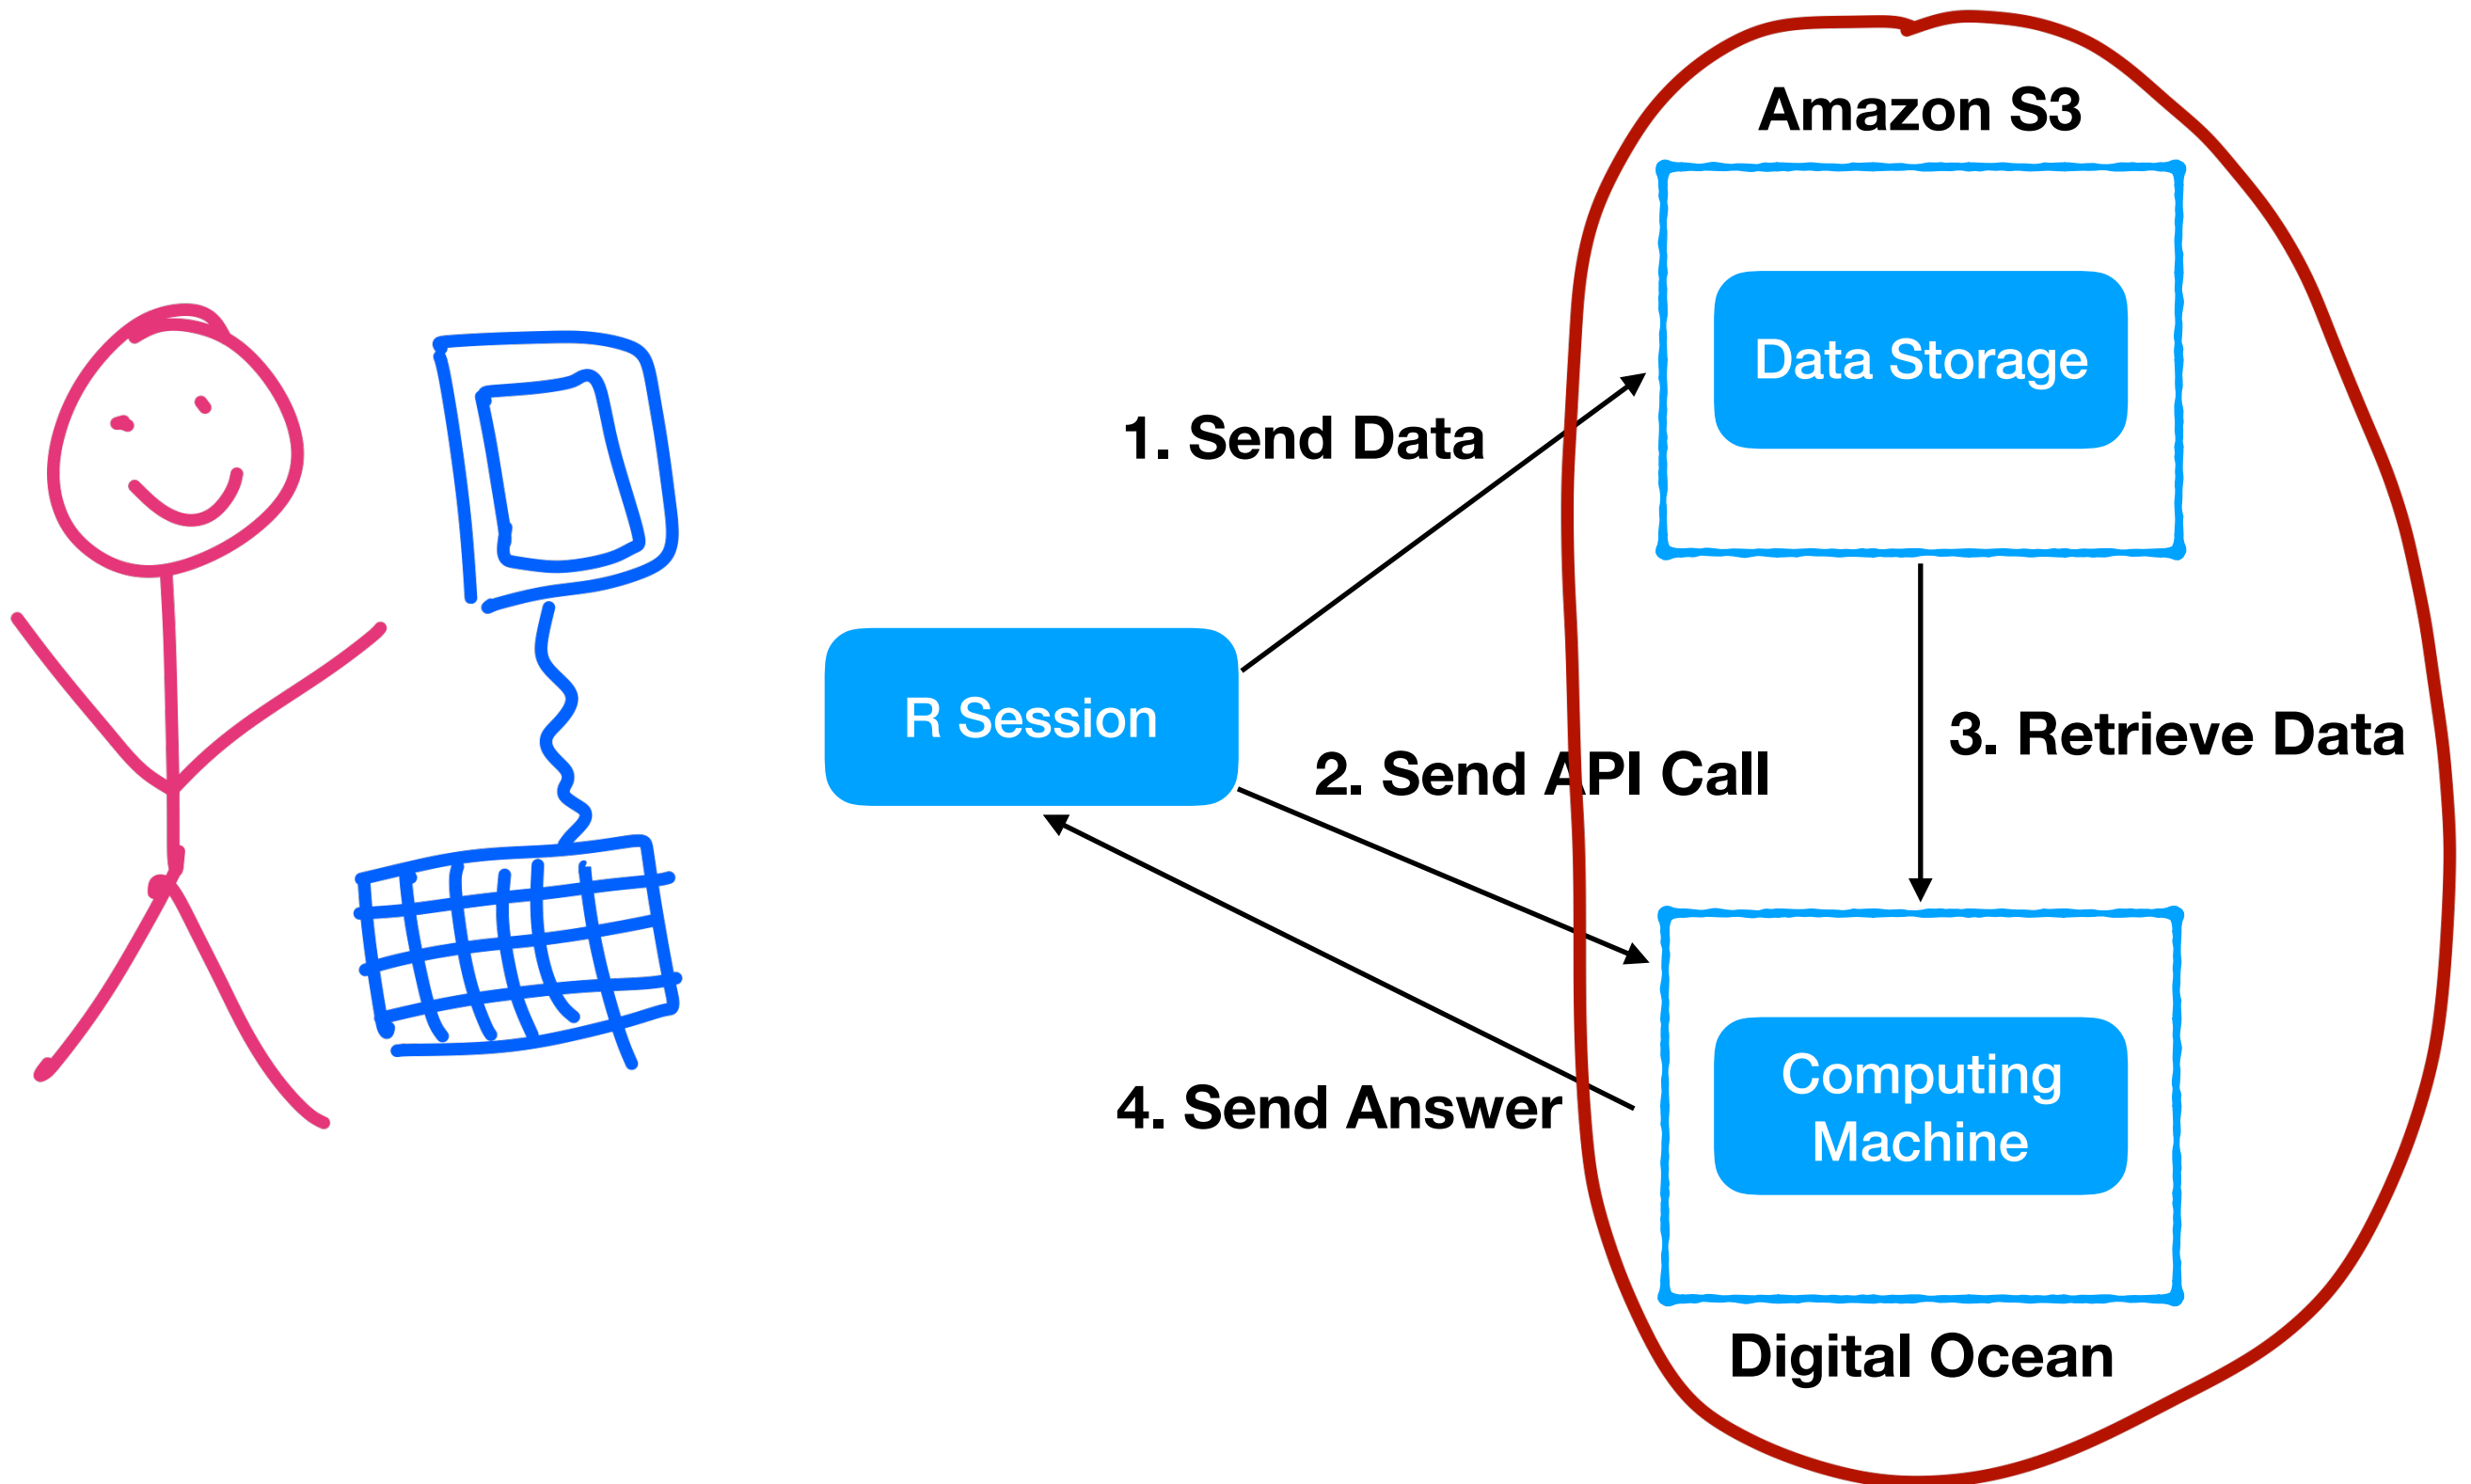 Amazon S3
Data Storage
1. Send Data
R Session
2. Send API Call
3. Retrieve Data
Computing
Machine
4. Send Answer
Digital Ocean